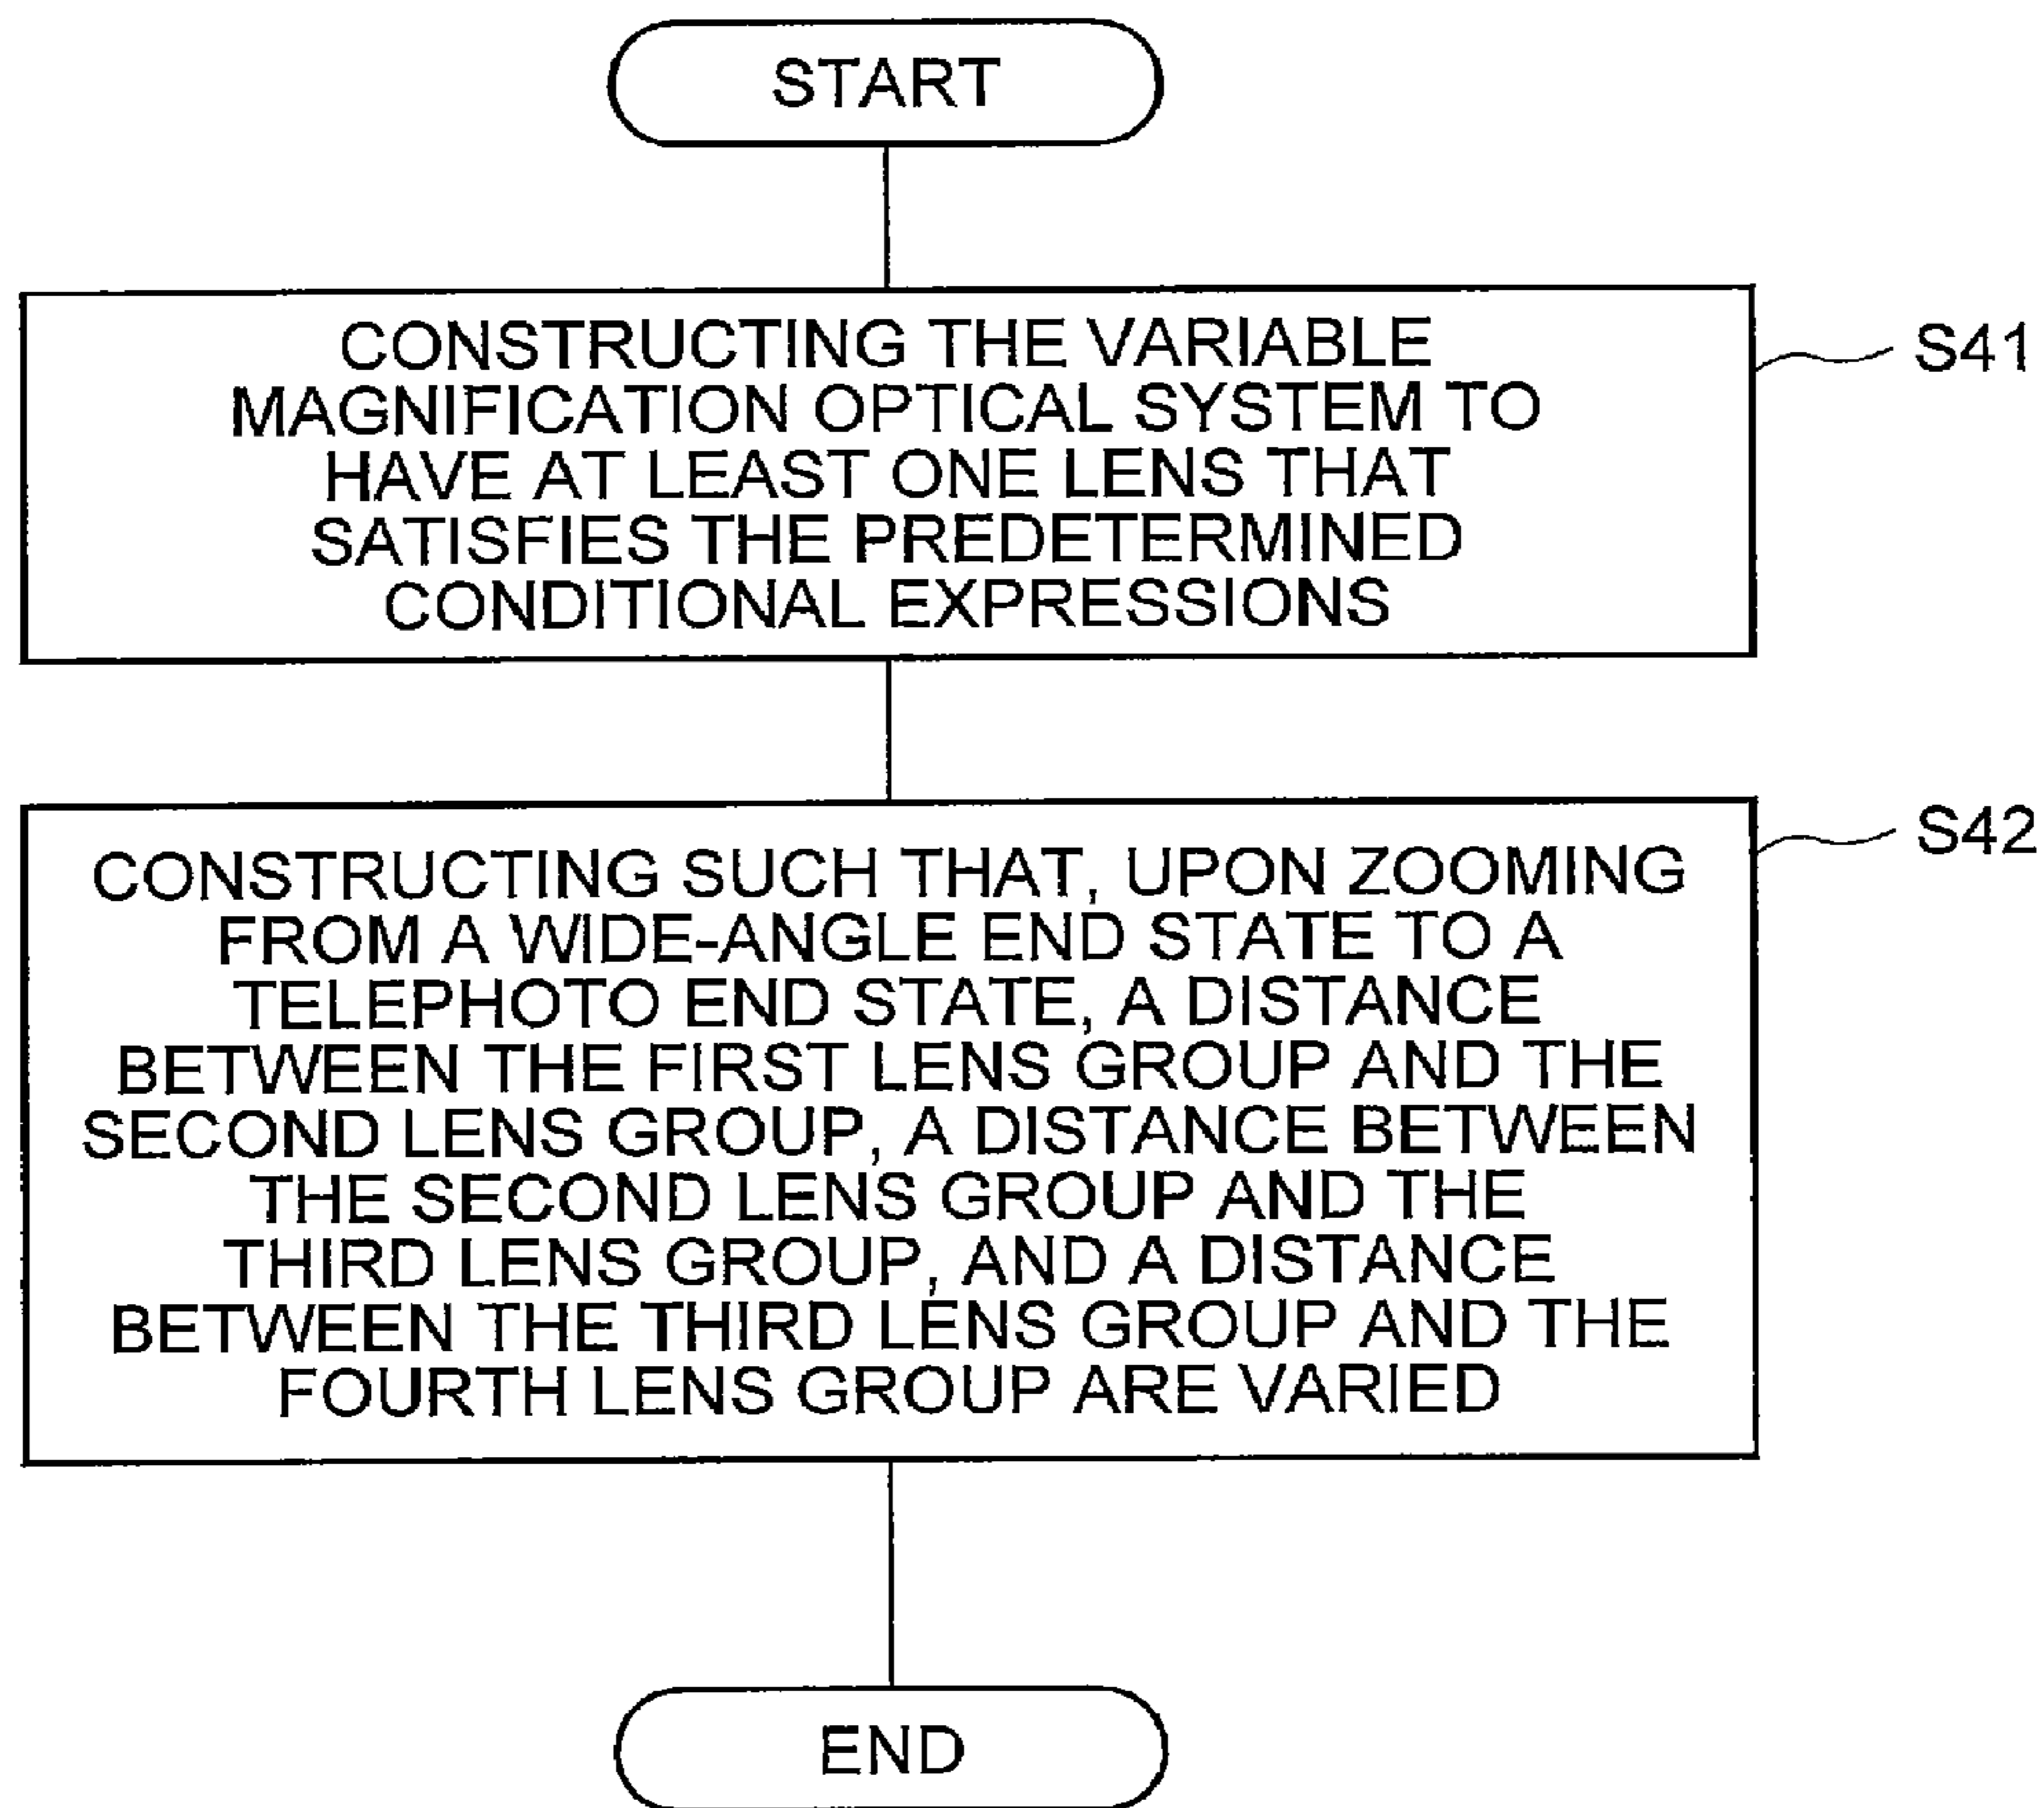 START
CONSTRUCTING THE VARIABLE
MAGNIFICATION OPTICAL SYSTEM TO
HAVE AT LEAST ONE LENS THAT
SATISFIES THE PREDETERMINED
CONDITIONAL EXPRESSIONS
S41
CONSTRUCTING SUCH THAT, UPON ZOOMING
FROM A WIDE-ANGLE END STATE TO A
TELEPHOTO END STATE, A DISTANCE
BETWEEN THE FIRST LENS GROUP AND THE
SECOND LENS GROUP, A DISTANCE BETWEEN
THE SECOND LENS GROUP AND THE
THIRD LENS GROUP, AND A DISTANCE
BETWEEN THE THIRD LENS GROUP AND THE
FOURTH LENS GROUP ARE VARIED
S42
END